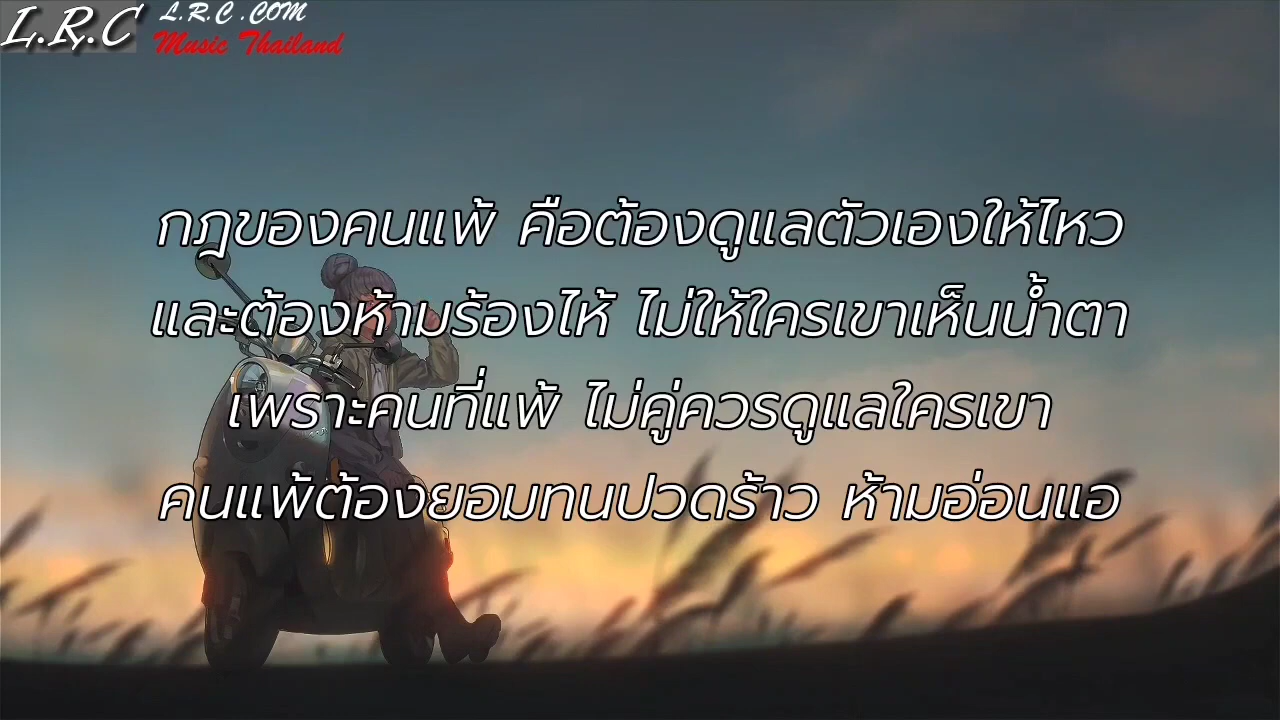 L.R.C
L.R.C .COM
Music Thailand
กฎของคนแพ้ คือต้องดูแลตัวเองให้ไหว
และต้องห้ามร้องไห้ ไม่ให้ใครเขาเห็นน้ำตา
เพราะคนที่แพ้ ไม่คู่ควรดูแลใครเขา
คนแพ้ต้องยอมทนปวดร้าว ห้ามอ่อนแอ